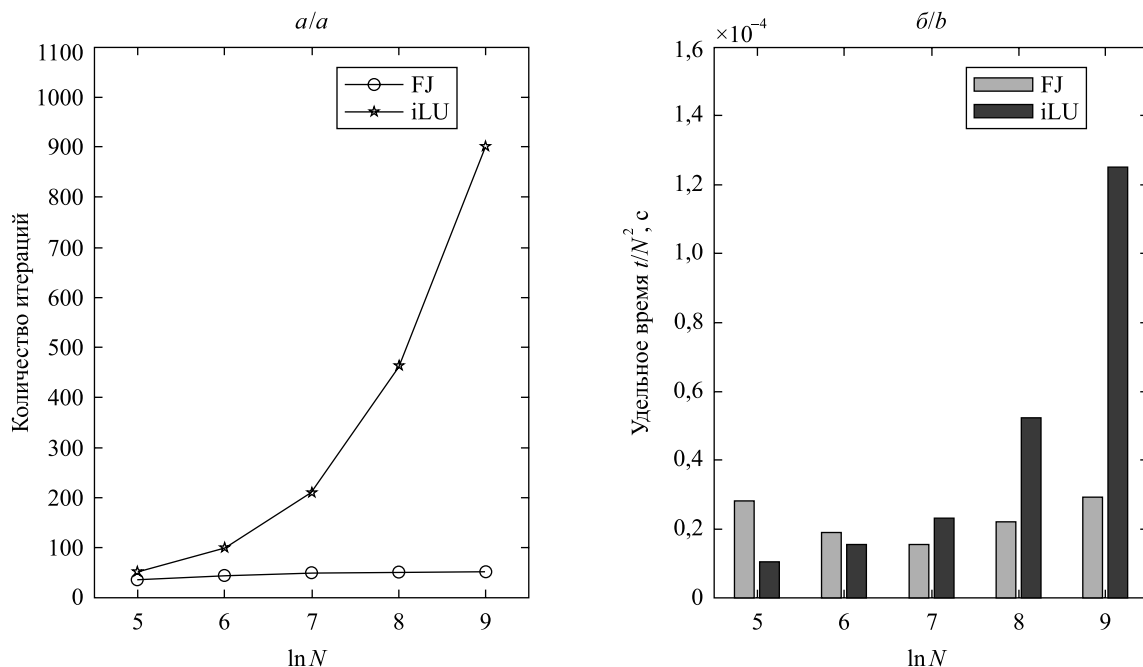 a/a
1100
1000
900
800
700
600
500
400
300
200
100
0
Количество итераций
FJ
iLU
5 6 7 8 9
ln N
б/b
×10⁻⁴
1,6
1,4
1,2
1,0
0,8
0,6
0,4
0,2
0
Удельное время t/N², с
FJ
iLU
5 6 7 8 9
ln N